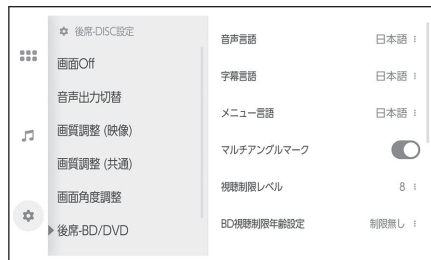 後席-DISC設定
画面Off
音声出力切替
画質調整 (映像)
画質調整 (共通)
画面角度調整
後席-BD/DVD
音声言語 日本語
字幕言語 日本語
メニュー言語 日本語
マルチアングルマーク
視聴制限レベル 8
BD視聴制限年齢設定 制限無し